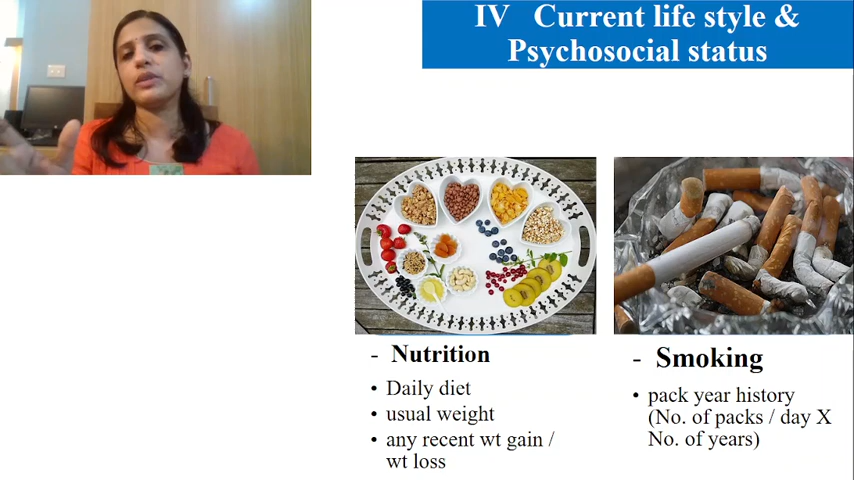 IV Current life style &
Psychosocial status
- Nutrition
• Daily diet
• usual weight
• any recent wt gain /
wt loss
- Smoking
• pack year history
(No. of packs / day X
No. of years)